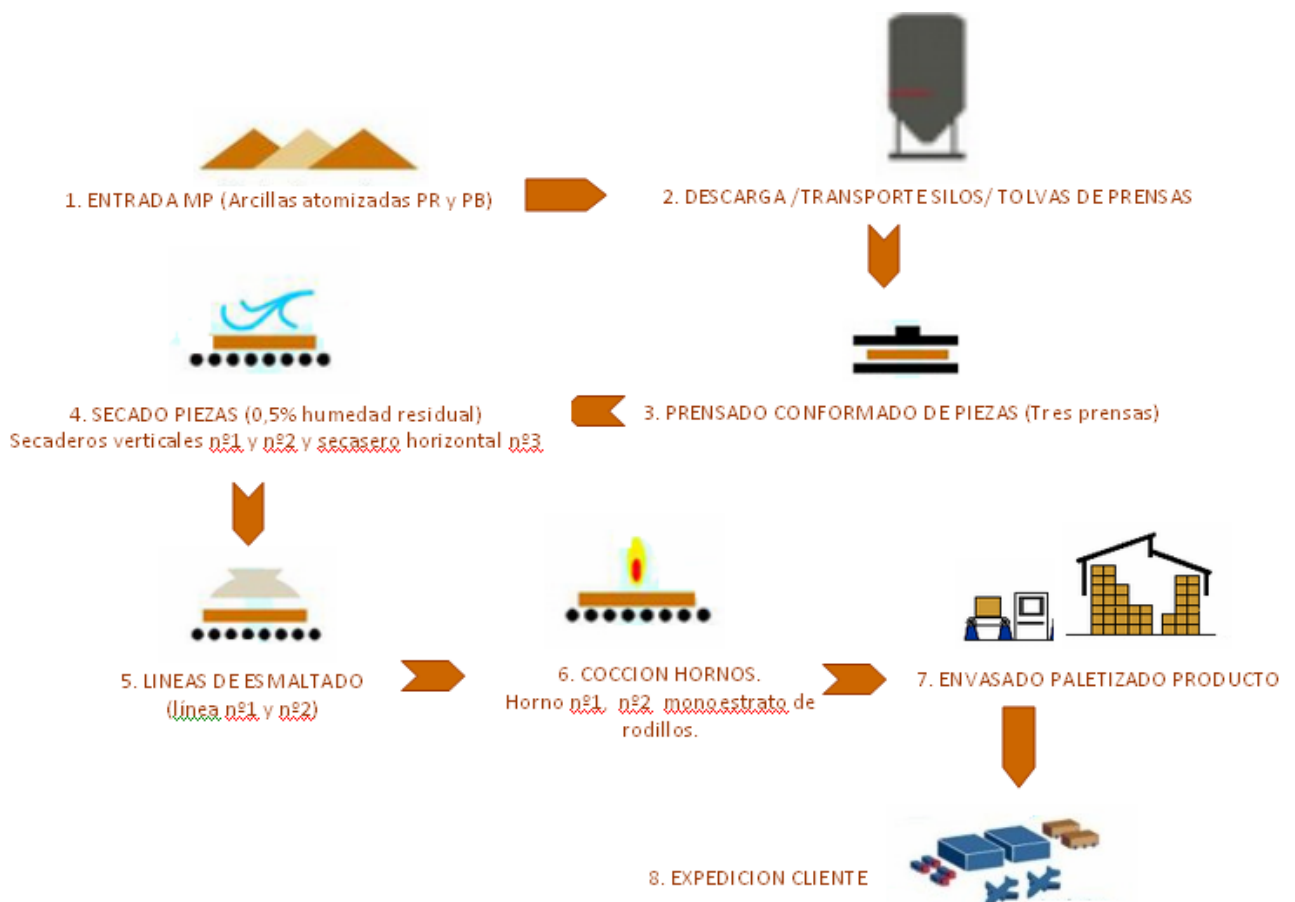 1. ENTRADA MP (Arcillas atomizadas PR y PB)
2. DESCARGA /TRANSPORTE SILOS/ TOLVAS DE PRENSAS
3. PRENSADO CONFORMADO DE PIEZAS (Tres prensas)
4. SECADO PIEZAS (0,5% humedad residual)
Secaderos verticales nº1 y nº2 y secasero horizontal nº3
5. LINEAS DE ESMALTADO
(línea nº1 y nº2)
6. COCCION HORNOS.
Horno nº1, nº2 monoestrato de
rodillos.
7. ENVASADO PALETIZADO PRODUCTO
8. EXPEDICION CLIENTE